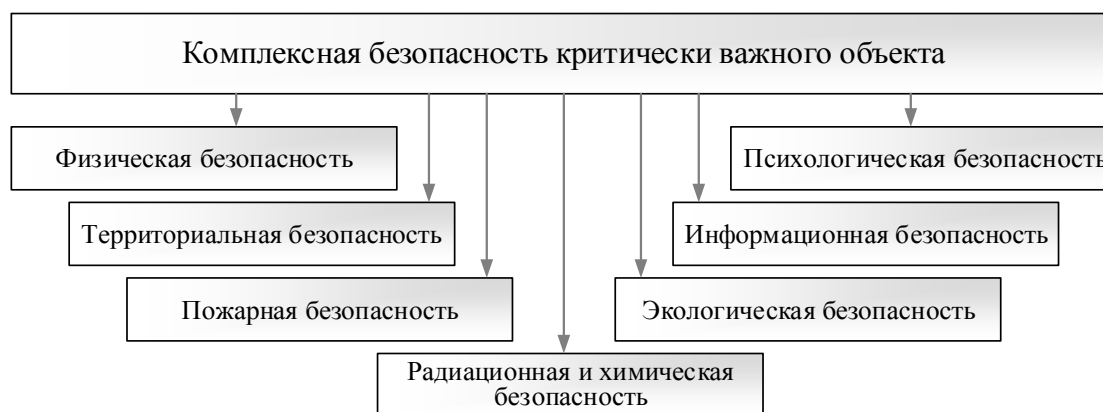 Комплексная безопасность критически важного объекта
Физическая безопасность
Психологическая безопасность
Территориальная безопасность
Информационная безопасность
Пожарная безопасность
Экологическая безопасность
Радиационная и химическая
безопасность